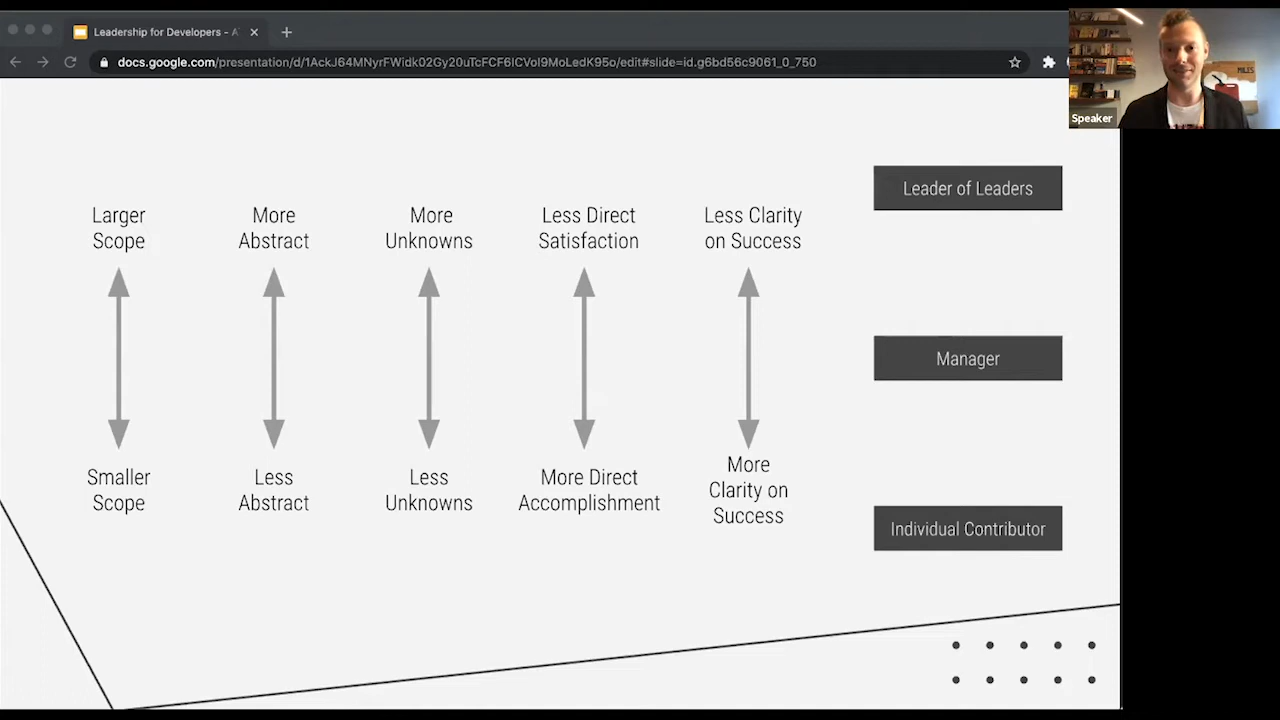 Leadership for Developers - A
docs.google.com/presentation/d/1AckJ64MNyrFWidk02Gy20uTcFCF6ICVoI9MoLedK95o/edit#slide=id.g6bd56c9061_0_750
MILES
Speaker
Leader of Leaders
Larger
Scope
More
Abstract
More
Unknowns
Less Direct
Satisfaction
Less Clarity
on Success
Manager
Smaller
Scope
Less
Abstract
Less
Unknowns
More Direct
Accomplishment
More
Clarity on
Success
Individual Contributor